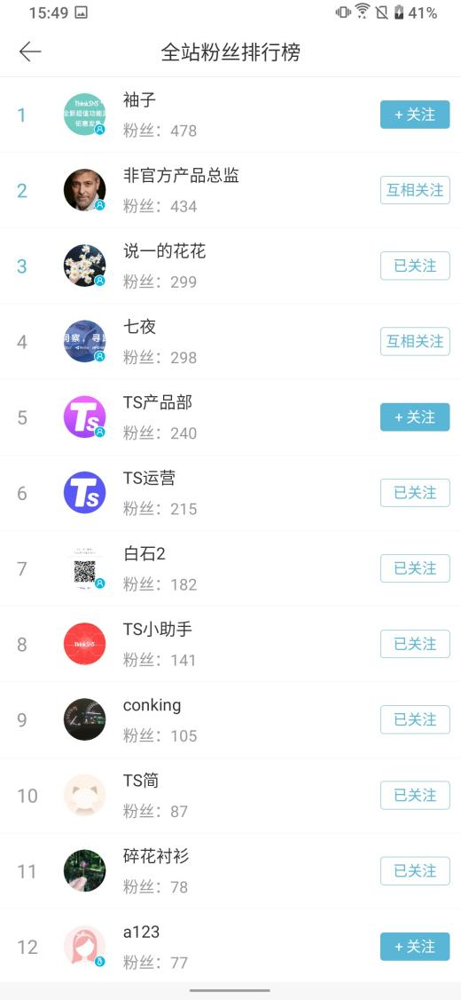 15:49
41%
全站粉丝排行榜
1
袖子
粉丝：478
+ 关注
2
非官方产品总监
粉丝：434
互相关注
3
说一的花花
粉丝：299
已关注
4
七夜
粉丝：298
互相关注
5
Ts
TS产品部
粉丝：240
+ 关注
6
Ts
TS运营
粉丝：215
已关注
7
白石2
粉丝：182
已关注
8
ThinkSNS
TS小助手
粉丝：141
已关注
9
conking
粉丝：105
已关注
10
TS简
粉丝：87
已关注
11
碎花衬衫
粉丝：78
已关注
12
a123
粉丝：77
+ 关注